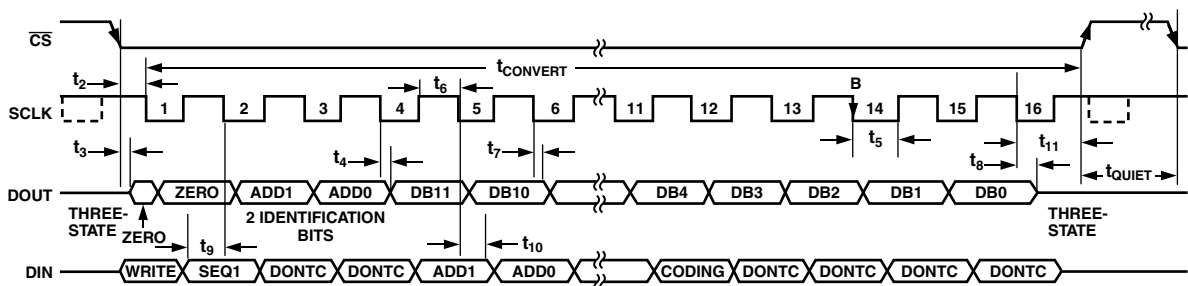 CS
t2
tCONVERT
t6
B
SCLK
1 2 3 4 5 6 11 12 13 14 15 16
t3
t4
t7
t5
t8
t11
tQUIET
DOUT
ZERO ADD1 ADD0 DB11 DB10 DB4 DB3 DB2 DB1 DB0
THREE-
STATE
ZERO
2 IDENTIFICATION
BITS
THREE-
STATE
t9
t10
DIN
WRITE SEQ1 DONTC DONTC ADD1 ADD0 CODING DONTC DONTC DONTC DONTC